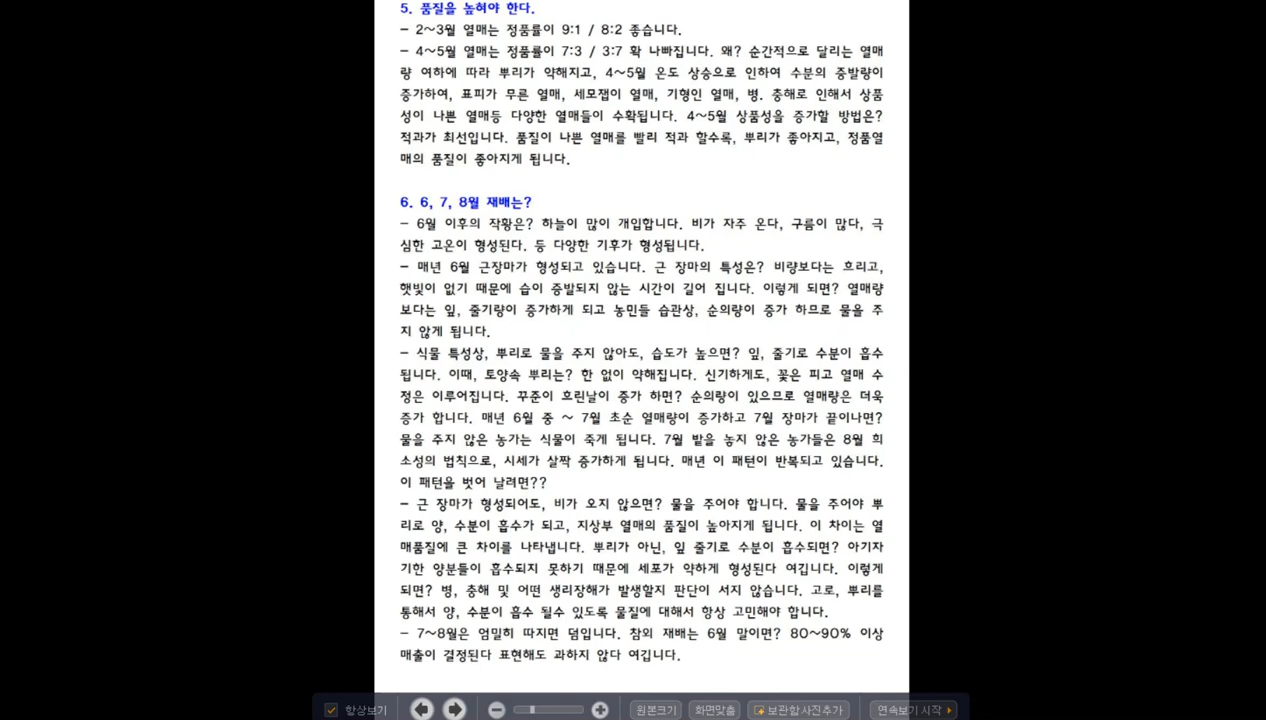 5. 품질을 높혀야 한다.
- 2~3월 열매는 정품률이 9:1 / 8:2 좋습니다.
- 4~5월 열매는 정품률이 7:3 / 3:7 확 나빠집니다. 왜? 순간적으로 달리는 열매
량 여하에 따라 뿌리가 약해지고, 4~5월 온도 상승으로 인하여 수분의 증발량이
증가하여, 표피가 무른 열매, 세모잽이 열매, 기형인 열매, 병. 충해로 인해서 상품
성이 나쁜 열매등 다양한 열매들이 수확됩니다. 4~5월 상품성을 증가할 방법은?
적과가 최선입니다. 품질이 나쁜 열매를 빨리 적과 할수록, 뿌리가 좋아지고, 정품열
매의 품질이 좋아지게 됩니다.
6. 6, 7, 8월 재배는?
- 6월 이후의 작황은? 하늘이 많이 개입합니다. 비가 자주 온다, 구름이 많다, 극
심한 고온이 형성된다. 등 다양한 기후가 형성됩니다.
- 매년 6월 근장마가 형성되고 있습니다. 근 장마의 특성은? 비량보다는 흐리고,
햇빛이 없기 때문에 습이 증발되지 않는 시간이 길어 집니다. 이렇게 되면? 열매량
보다는 잎, 줄기량이 증가하게 되고 농민들 습관상, 순의량이 증가 하므로 물을 주
지 않게 됩니다.
- 식물 특성상, 뿌리로 물을 주지 않아도, 습도가 높으면? 잎, 줄기로 수분이 흡수
됩니다. 이때, 토양속 뿌리는? 한 없이 약해집니다. 신기하게도, 꽃은 피고 열매 수
정은 이루어집니다. 꾸준이 흐린날이 증가 하면? 순의량이 있으므로 열매량은 더욱
증가 합니다. 매년 6월 중 ~ 7월 초순 열매량이 증가하고 7월 장마가 끝이나면?
물을 주지 않은 농가는 식물이 죽게 됩니다. 7월 밭을 놓지 않은 농가들은 8월 희
소성의 법칙으로, 시세가 살짝 증가하게 됩니다. 매년 이 패턴이 반복되고 있습니다.
이 패턴을 벗어 날려면??
- 근 장마가 형성되어도, 비가 오지 않으면? 물을 주어야 합니다. 물을 주어야 뿌
리로 양, 수분이 흡수가 되고, 지상부 열매의 품질이 높아지게 됩니다. 이 차이는 열
매품질에 큰 차이를 나타냅니다. 뿌리가 아닌, 잎 줄기로 수분이 흡수되면? 아기자
기한 양분들이 흡수되지 못하기 때문에 세포가 약하게 형성된다 여깁니다. 이렇게
되면? 병, 충해 및 어떤 생리장해가 발생할지 판단이 서지 않습니다. 고로, 뿌리를
통해서 양, 수분이 흡수 될수 있도록 물질에 대해서 항상 고민해야 합니다.
- 7~8월은 엄밀히 따지면 덤입니다. 참외 재배는 6월 말이면? 80~90% 이상
매출이 결정된다 표현해도 과하지 않다 여깁니다.
항상보기 원본크기 화면맞춤 보관함사진추가 연속보기 시작